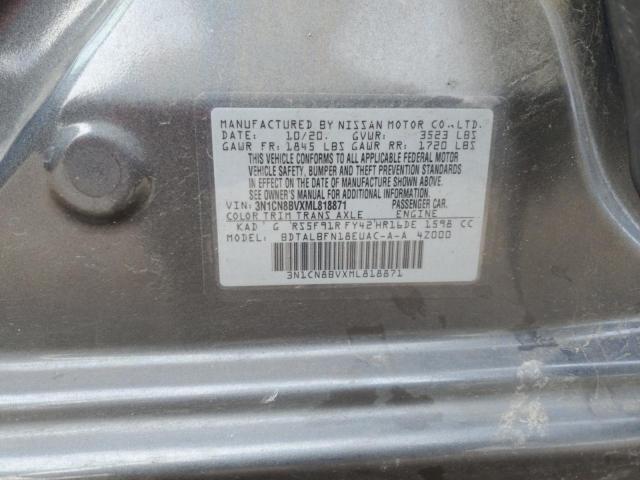 MANUFACTURED BY NISSAN MOTOR CO.,LTD.
DATE: 10/20. GVWR: 3523 LBS
GAWR FR: 1845 LBS GAWR RR: 1720 LBS
THIS VEHICLE CONFORMS TO ALL APPLICABLE FEDERAL MOTOR
VEHICLE SAFETY, BUMPER AND THEFT PREVENTION STANDARDS
IN EFFECT ON THE DATE OF MANUFACTURE SHOWN ABOVE.
SEE OWNER'S MANUAL FOR ADDITIONAL INFORMATION.
VIN: 3N1CN8BVXML818871 PASSENGER CAR.
COLOR TRIM TRANS AXLE ENGINE
KAD G RS5F91R FY42 HR16DE 1598 CC
MODEL: BDTALBFN18EUAC-A-A 4Z000
3N1CN8BVXML818871